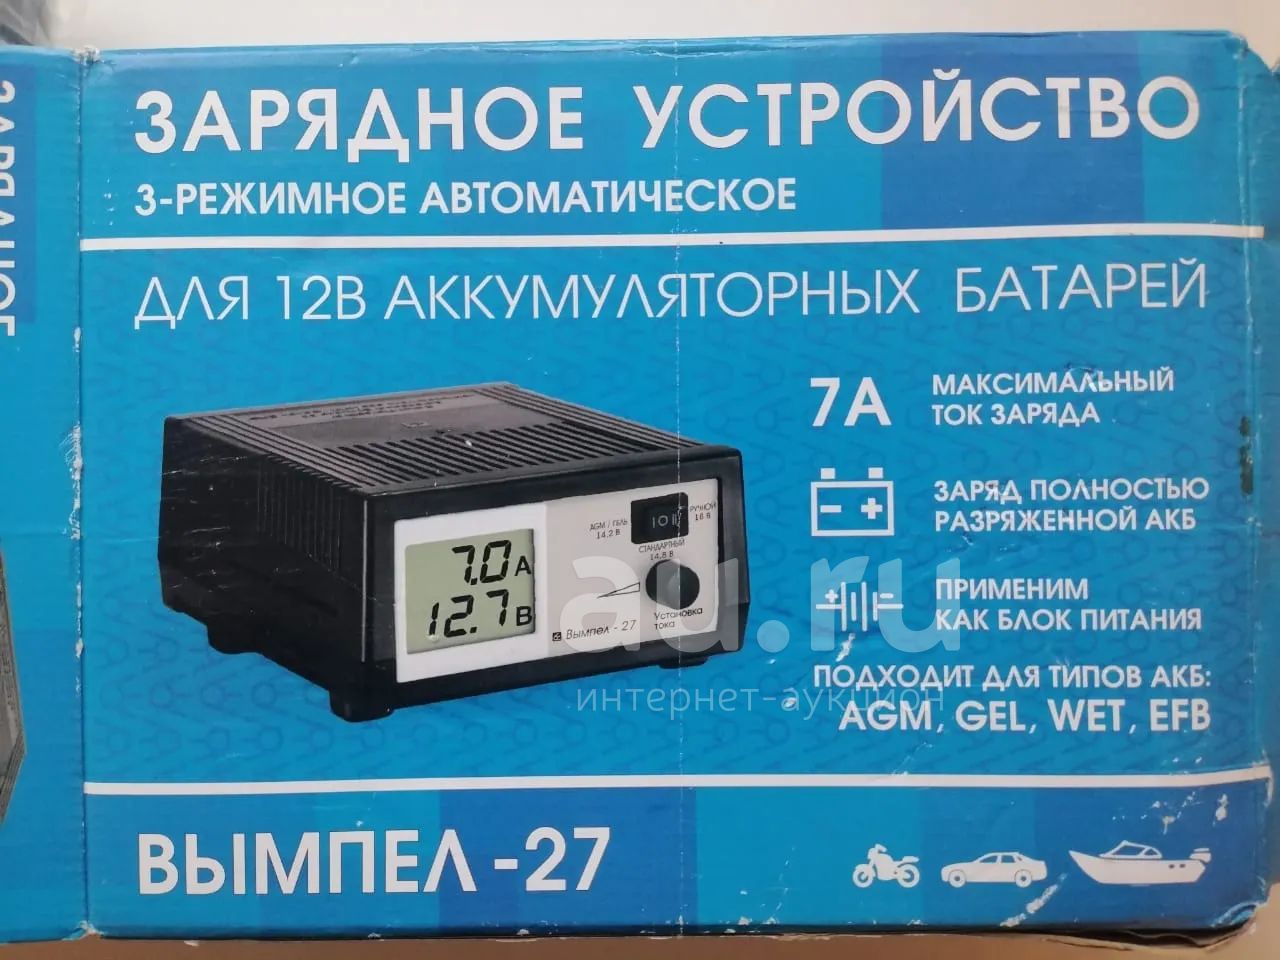 ЗАРЯДНОЕ УСТРОЙСТВО
3-РЕЖИМНОЕ АВТОМАТИЧЕСКОЕ
ДЛЯ 12В АККУМУЛЯТОРНЫХ БАТАРЕЙ
7А МАКСИМАЛЬНЫЙ
ТОК ЗАРЯДА
ЗАРЯД ПОЛНОСТЬЮ
РАЗРЯЖЕННОЙ АКБ
ПРИМЕНИМ
КАК БЛОК ПИТАНИЯ
ПОДХОДИТ ДЛЯ ТИПОВ АКБ:
AGM, GEL, WET, EFB
AGM / ГЕЛЬ
14.2 В
РУЧНОЙ
16 В
СТАНДАРТНЫЙ
14.8 В
7.0 А
12.7 В
Вымпел - 27
Установка
тока
au.ru
интернет-аукцион
ВЫМПЕЛ -27